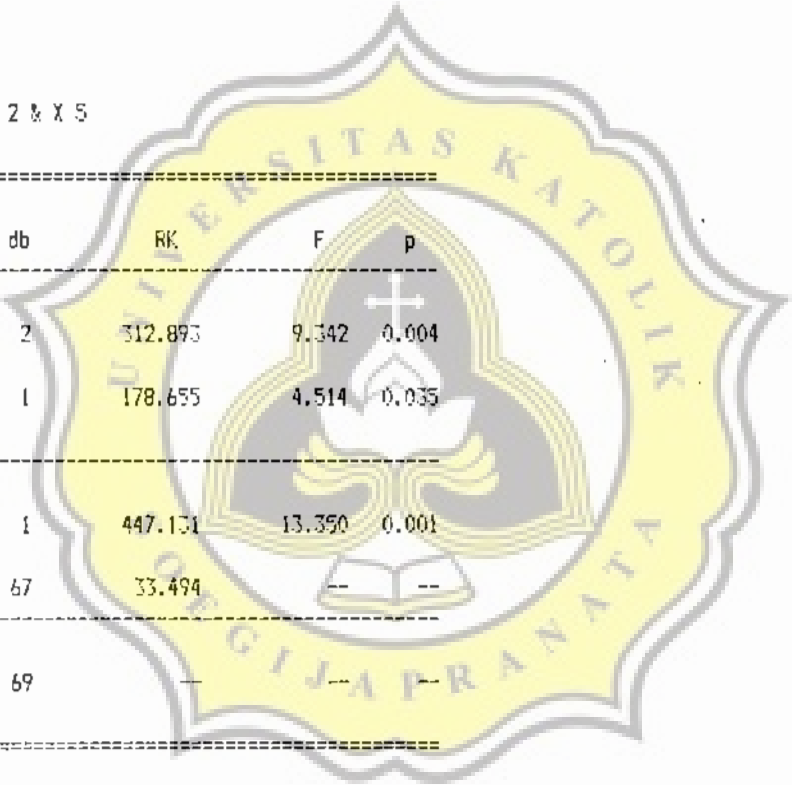 2 & X 5
db RK F p
2 312.893 9.342 0.004
1 178.655 4.514 0.035
1 447.131 13.350 0.001
67 33.494 -- --
69 -- -- --
UNIVERSITAS KATOLIK
SOEGIJAPRANATA